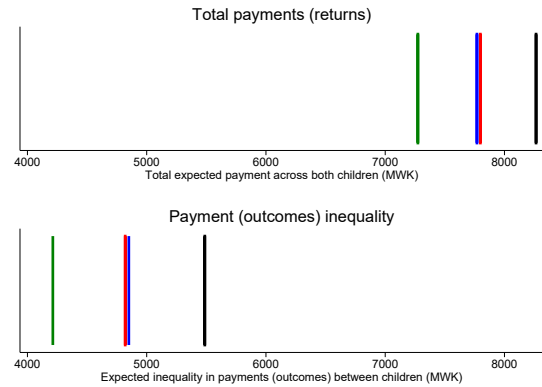 Total payments (returns)
4000 5000 6000 7000 8000
Total expected payment across both children (MWK)
Payment (outcomes) inequality
4000 5000 6000 7000 8000
Expected inequality in payments (outcomes) between children (MWK)